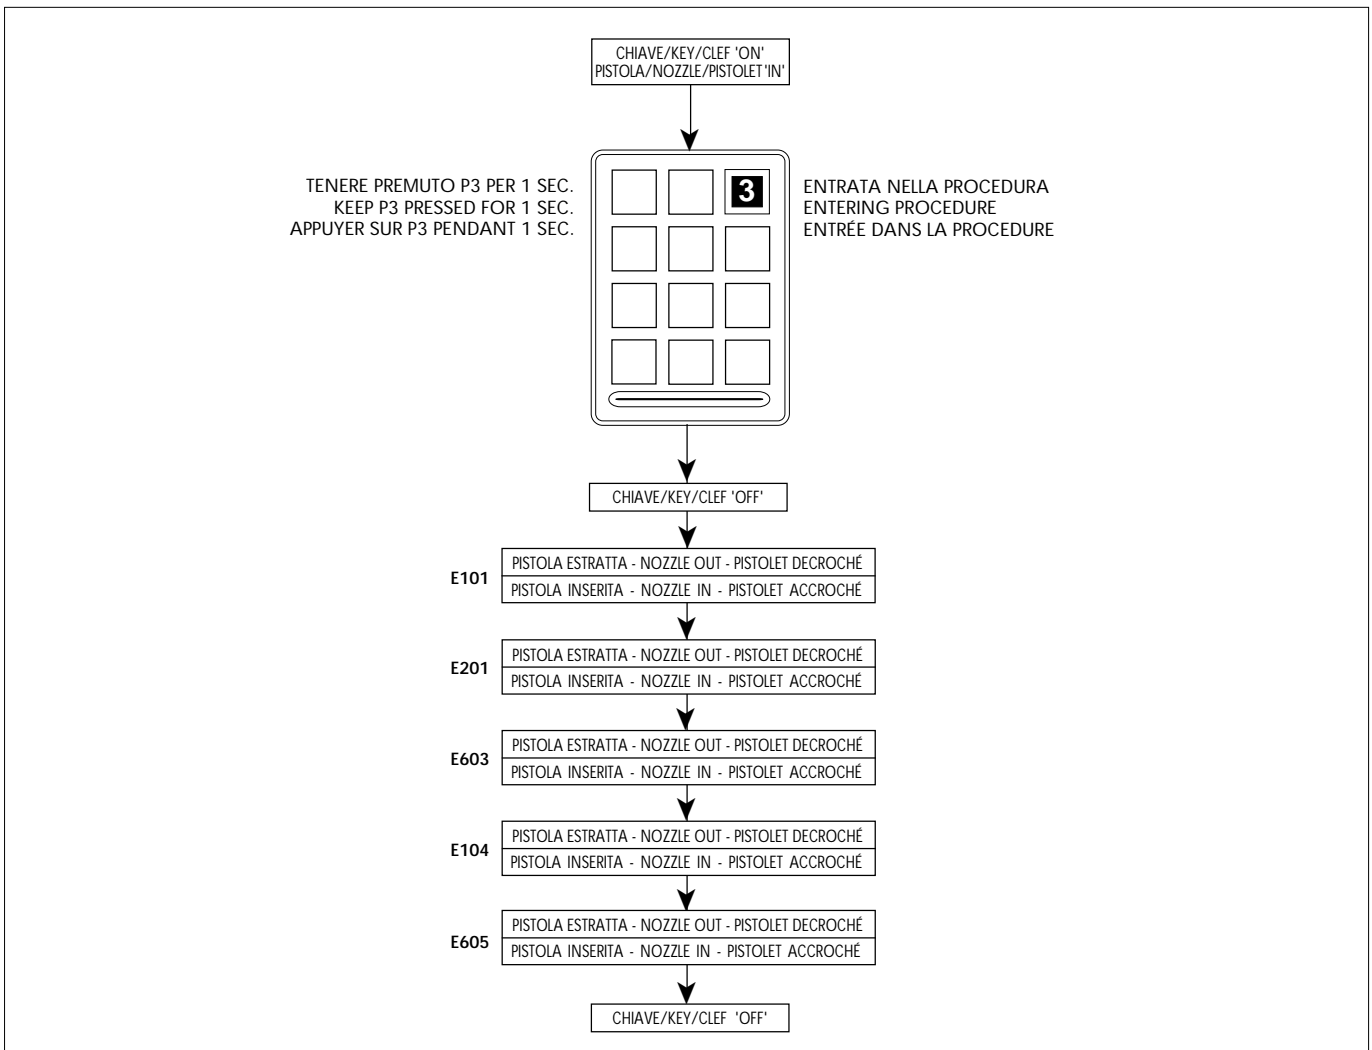 CHIAVE/KEY/CLEF 'ON'
PISTOLA/NOZZLE/PISTOLET 'IN'
TENERE PREMUTO P3 PER 1 SEC.
KEEP P3 PRESSED FOR 1 SEC.
APPUYER SUR P3 PENDANT 1 SEC.
3
ENTRATA NELLA PROCEDURA
ENTERING PROCEDURE
ENTRÉE DANS LA PROCEDURE
CHIAVE/KEY/CLEF 'OFF'
E101
PISTOLA ESTRATTA - NOZZLE OUT - PISTOLET DECROCHÉ
PISTOLA INSERITA - NOZZLE IN - PISTOLET ACCROCHÉ
E201
PISTOLA ESTRATTA - NOZZLE OUT - PISTOLET DECROCHÉ
PISTOLA INSERITA - NOZZLE IN - PISTOLET ACCROCHÉ
E603
PISTOLA ESTRATTA - NOZZLE OUT - PISTOLET DECROCHÉ
PISTOLA INSERITA - NOZZLE IN - PISTOLET ACCROCHÉ
E104
PISTOLA ESTRATTA - NOZZLE OUT - PISTOLET DECROCHÉ
PISTOLA INSERITA - NOZZLE IN - PISTOLET ACCROCHÉ
E605
PISTOLA ESTRATTA - NOZZLE OUT - PISTOLET DECROCHÉ
PISTOLA INSERITA - NOZZLE IN - PISTOLET ACCROCHÉ
CHIAVE/KEY/CLEF 'OFF'